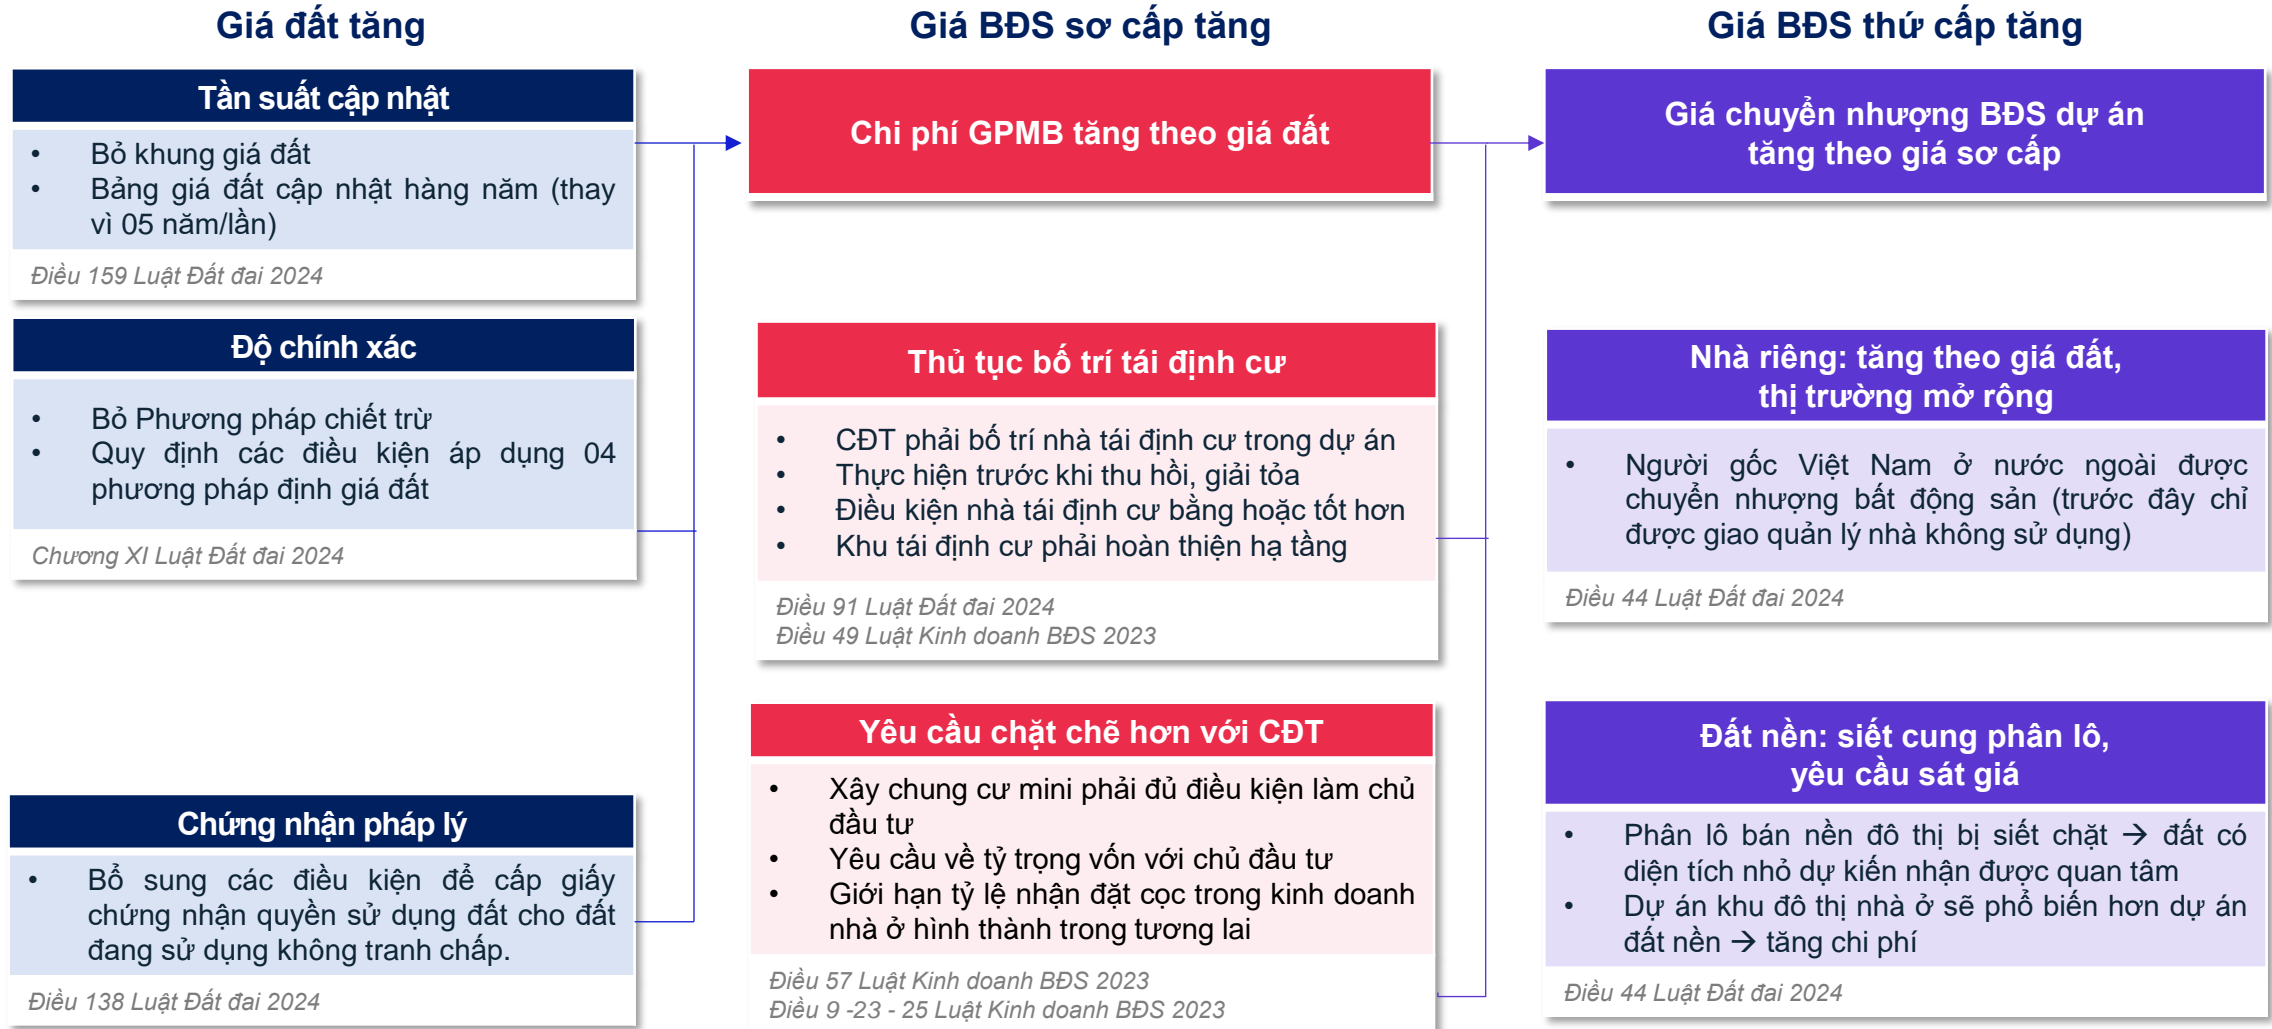 Giá đất tăng
Tần suất cập nhật
• Bỏ khung giá đất
• Bảng giá đất cập nhật hàng năm (thay
vì 05 năm/lần)
Điều 159 Luật Đất đai 2024
Độ chính xác
• Bỏ Phương pháp chiết trừ
• Quy định các điều kiện áp dụng 04
phương pháp định giá đất
Chương XI Luật Đất đai 2024
Chứng nhận pháp lý
• Bổ sung các điều kiện để cấp giấy
chứng nhận quyền sử dụng đất cho đất
đang sử dụng không tranh chấp.
Điều 138 Luật Đất đai 2024
Giá BĐS sơ cấp tăng
Chi phí GPMB tăng theo giá đất
Thủ tục bố trí tái định cư
• CĐT phải bố trí nhà tái định cư trong dự án
• Thực hiện trước khi thu hồi, giải tỏa
• Điều kiện nhà tái định cư bằng hoặc tốt hơn
• Khu tái định cư phải hoàn thiện hạ tầng
Điều 91 Luật Đất đai 2024
Điều 49 Luật Kinh doanh BĐS 2023
Yêu cầu chặt chẽ hơn với CĐT
• Xây chung cư mini phải đủ điều kiện làm chủ
đầu tư
• Yêu cầu về tỷ trọng vốn với chủ đầu tư
• Giới hạn tỷ lệ nhận đặt cọc trong kinh doanh
nhà ở hình thành trong tương lai
Điều 57 Luật Kinh doanh BĐS 2023
Điều 9 -23 - 25 Luật Kinh doanh BĐS 2023
Giá BĐS thứ cấp tăng
Giá chuyển nhượng BĐS dự án
tăng theo giá sơ cấp
Nhà riêng: tăng theo giá đất,
thị trường mở rộng
• Người gốc Việt Nam ở nước ngoài được
chuyển nhượng bất động sản (trước đây chỉ
được giao quản lý nhà không sử dụng)
Điều 44 Luật Đất đai 2024
Đất nền: siết cung phân lô,
yêu cầu sát giá
• Phân lô bán nền đô thị bị siết chặt → đất có
diện tích nhỏ dự kiến nhận được quan tâm
• Dự án khu đô thị nhà ở sẽ phổ biến hơn dự án
đất nền → tăng chi phí
Điều 44 Luật Đất đai 2024